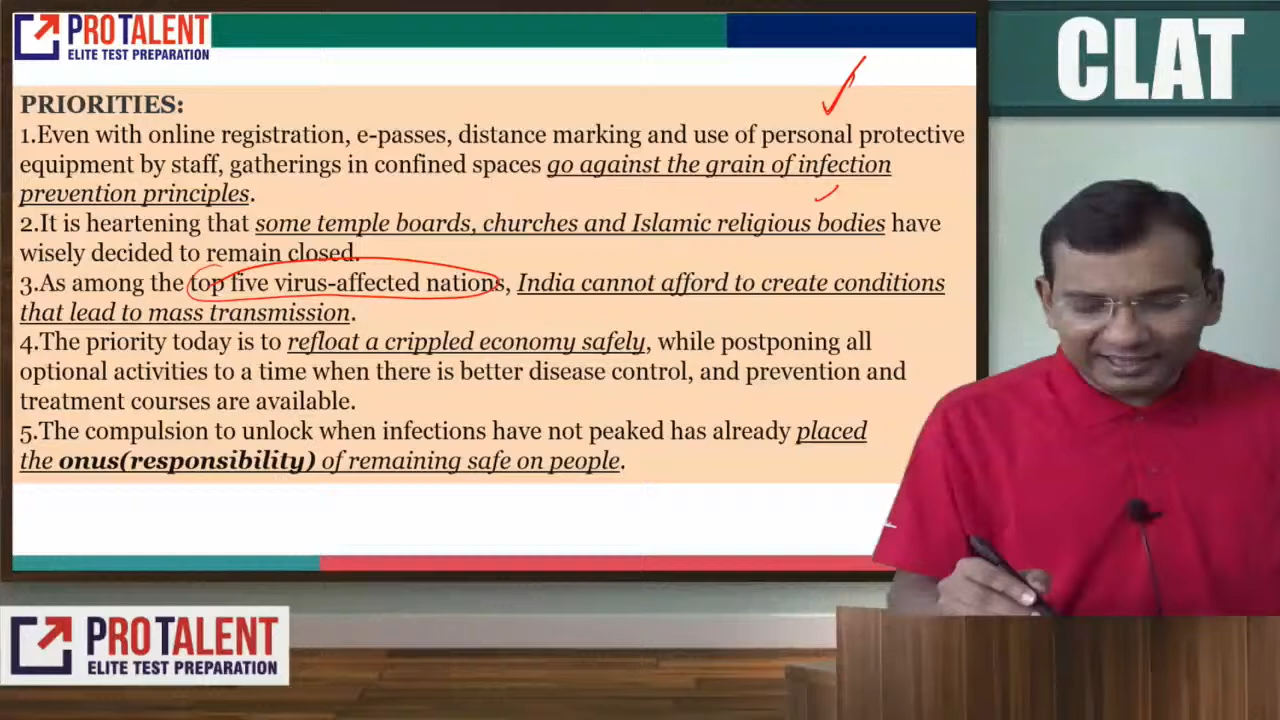 PRO TALENT
ELITE TEST PREPARATION
CLAT
PRIORITIES:
1.Even with online registration, e-passes, distance marking and use of personal protective
equipment by staff, gatherings in confined spaces go against the grain of infection
prevention principles.
2.It is heartening that some temple boards, churches and Islamic religious bodies have
wisely decided to remain closed.
3.As among the top five virus-affected nations, India cannot afford to create conditions
that lead to mass transmission.
4.The priority today is to refloat a crippled economy safely, while postponing all
optional activities to a time when there is better disease control, and prevention and
treatment courses are available.
5.The compulsion to unlock when infections have not peaked has already placed
the onus(responsibility) of remaining safe on people.
PRO TALENT
ELITE TEST PREPARATION